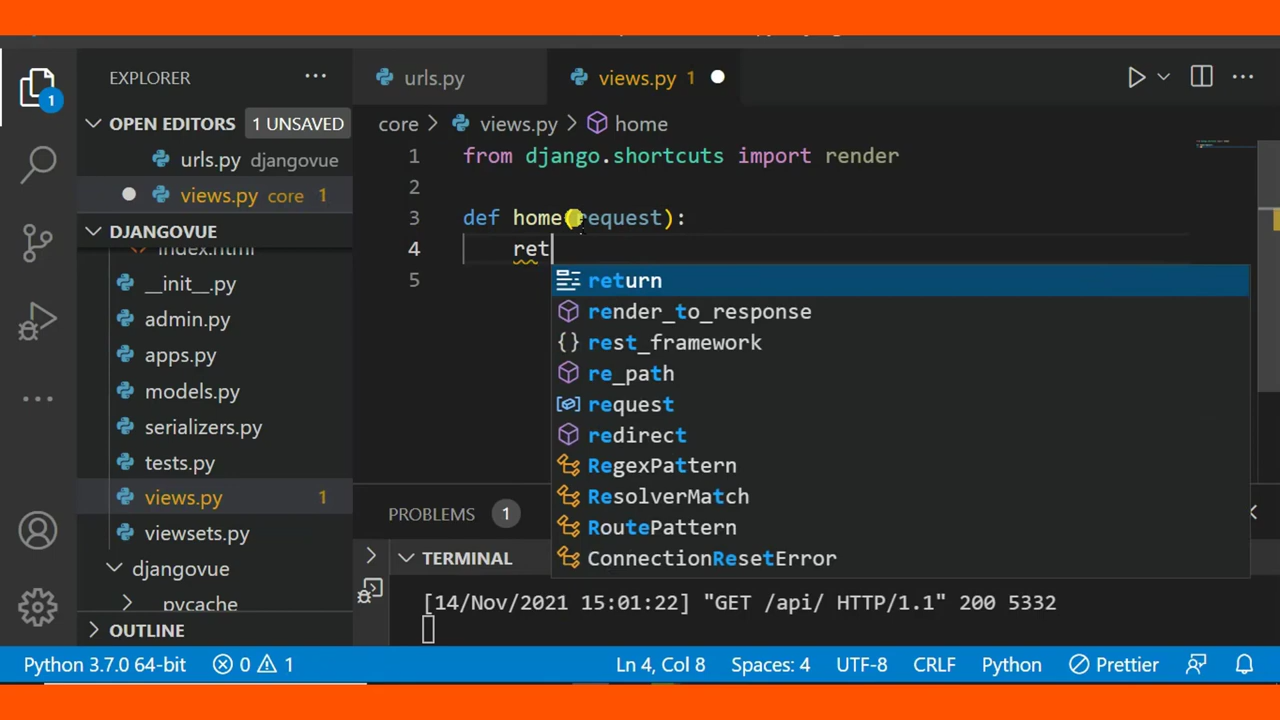 EXPLORER
OPEN EDITORS 1 UNSAVED
urls.py djangovue
views.py core 1
DJANGOVUE
index.html
__init__.py
admin.py
apps.py
models.py
serializers.py
tests.py
views.py 1
viewsets.py
djangovue
pycache
OUTLINE
1
urls.py
views.py 1
core > views.py > home
1 from django.shortcuts import render
2
3 def home(request):
4 ret
5
return
render_to_response
rest_framework
re_path
request
redirect
RegexPattern
ResolverMatch
RoutePattern
ConnectionResetError
PROBLEMS 1
TERMINAL
[14/Nov/2021 15:01:22] "GET /api/ HTTP/1.1" 200 5332
Python 3.7.0 64-bit 0 1 Ln 4, Col 8 Spaces: 4 UTF-8 CRLF Python Prettier